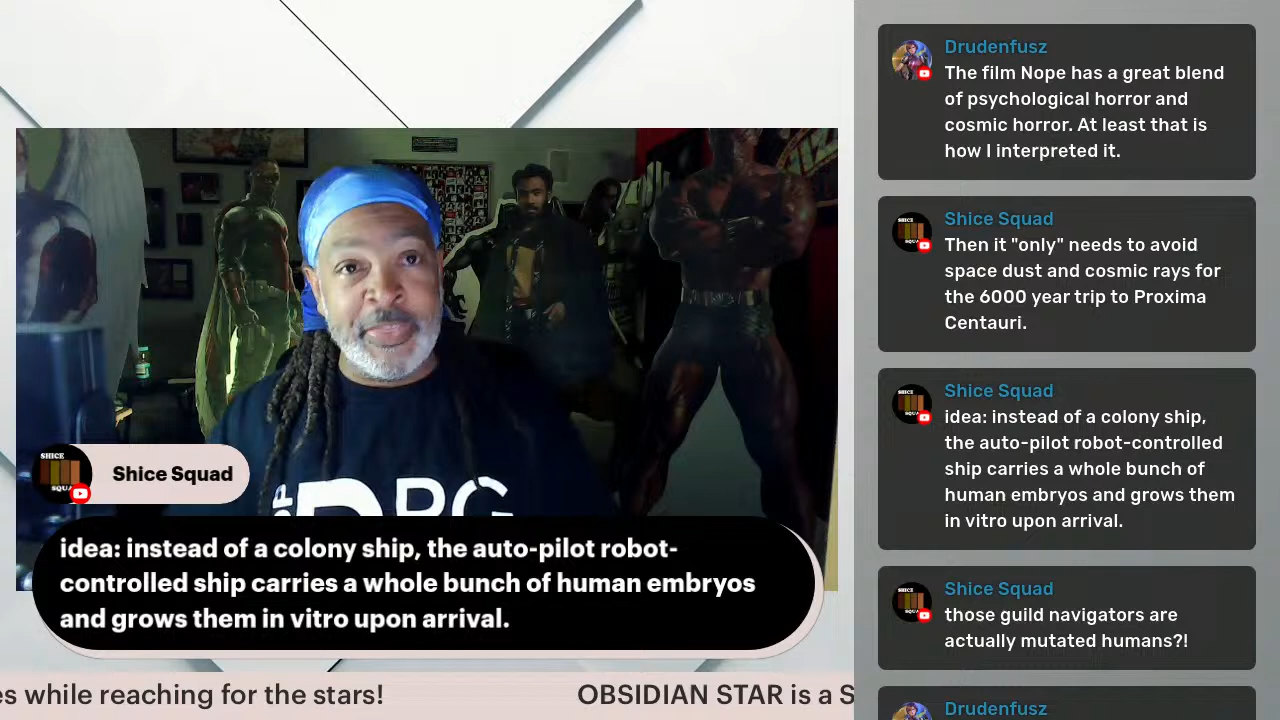 Shice Squad
idea: instead of a colony ship, the auto-pilot robot-
controlled ship carries a whole bunch of human embryos
and grows them in vitro upon arrival.
es while reaching for the stars!
OBSIDIAN STAR is a S
Drudenfusz
The film Nope has a great blend
of psychological horror and
cosmic horror. At least that is
how I interpreted it.
Shice Squad
Then it "only" needs to avoid
space dust and cosmic rays for
the 6000 year trip to Proxima
Centauri.
Shice Squad
idea: instead of a colony ship,
the auto-pilot robot-controlled
ship carries a whole bunch of
human embryos and grows them
in vitro upon arrival.
Shice Squad
those guild navigators are
actually mutated humans?!
Drudenfusz